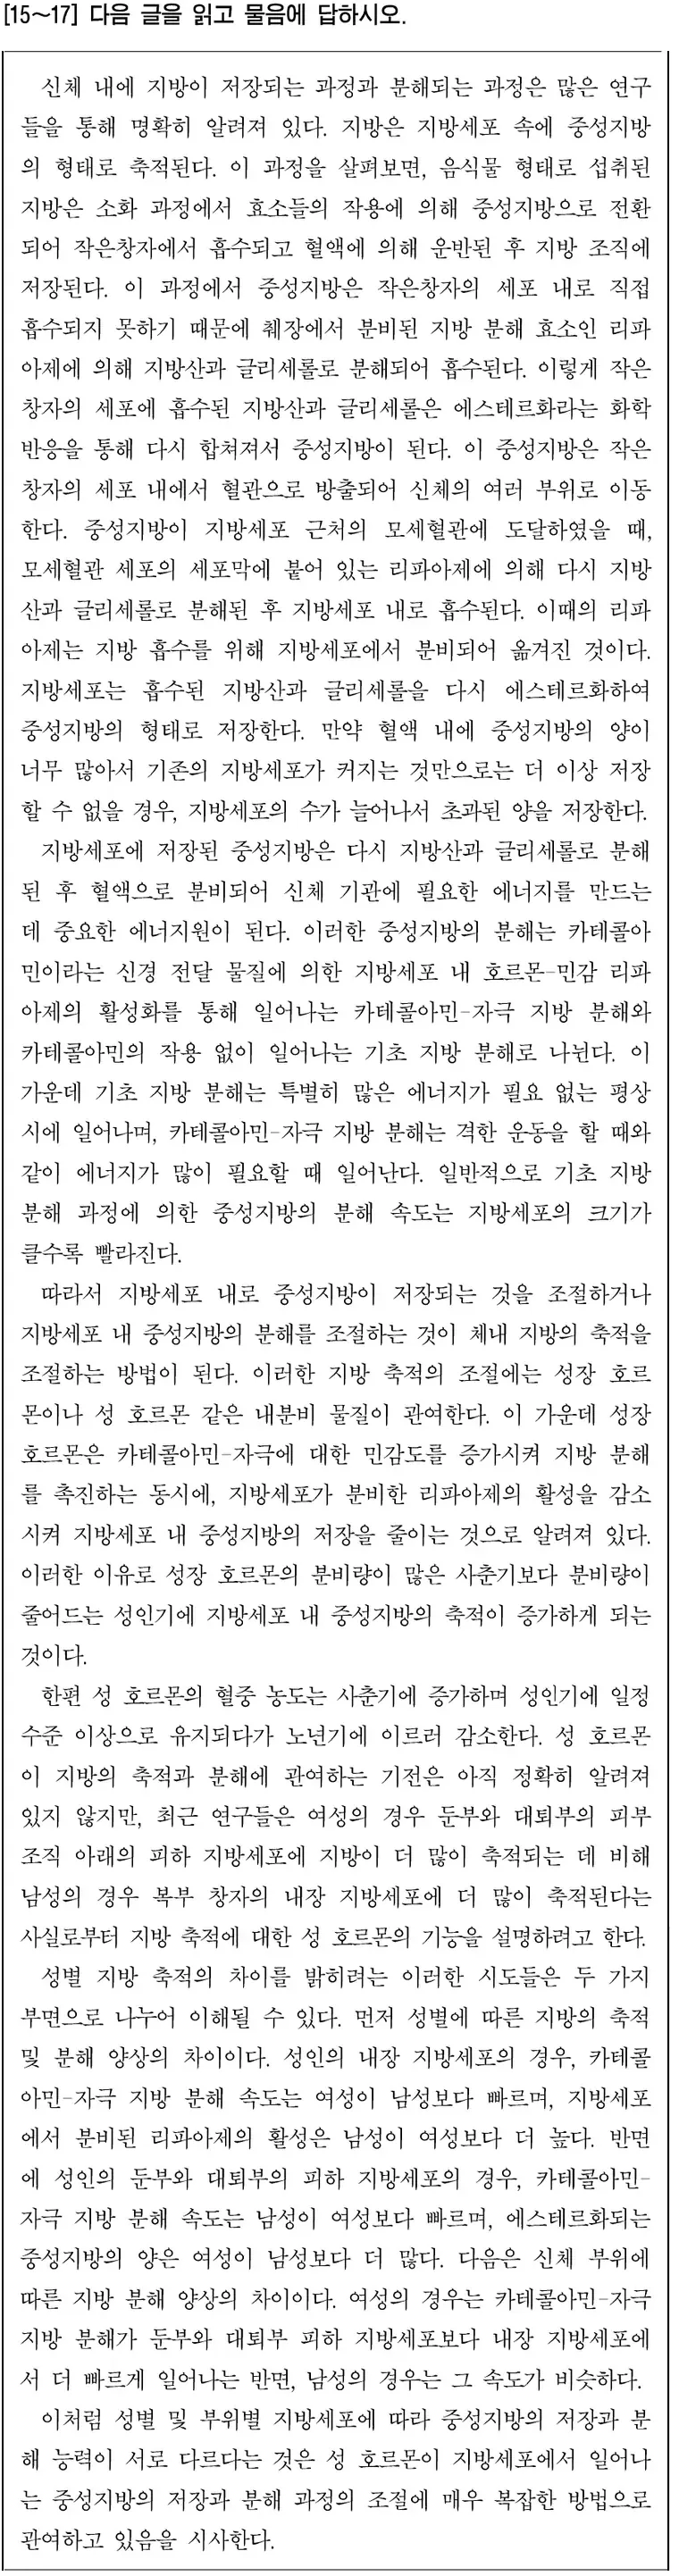 [15～17] 다음 글을 읽고 물음에 답하시오.
신체 내에 지방이 저장되는 과정과 분해되는 과정은 많은 연구
들을 통해 명확히 알려져 있다. 지방은 지방세포 속에 중성지방
의 형태로 축적된다. 이 과정을 살펴보면, 음식물 형태로 섭취된
지방은 소화 과정에서 효소들의 작용에 의해 중성지방으로 전환
되어 작은창자에서 흡수되고 혈액에 의해 운반된 후 지방 조직에
저장된다. 이 과정에서 중성지방은 작은창자의 세포 내로 직접
흡수되지 못하기 때문에 췌장에서 분비된 지방 분해 효소인 리파
아제에 의해 지방산과 글리세롤로 분해되어 흡수된다. 이렇게 작은
창자의 세포에 흡수된 지방산과 글리세롤은 에스테르화라는 화학
반응을 통해 다시 합쳐져서 중성지방이 된다. 이 중성지방은 작은
창자의 세포 내에서 혈관으로 방출되어 신체의 여러 부위로 이동
한다. 중성지방이 지방세포 근처의 모세혈관에 도달하였을 때,
모세혈관 세포의 세포막에 붙어 있는 리파아제에 의해 다시 지방
산과 글리세롤로 분해된 후 지방세포 내로 흡수된다. 이때의 리파
아제는 지방 흡수를 위해 지방세포에서 분비되어 옮겨진 것이다.
지방세포는 흡수된 지방산과 글리세롤을 다시 에스테르화하여
중성지방의 형태로 저장한다. 만약 혈액 내에 중성지방의 양이
너무 많아서 기존의 지방세포가 커지는 것만으로는 더 이상 저장
할 수 없을 경우, 지방세포의 수가 늘어나서 초과된 양을 저장한다.
지방세포에 저장된 중성지방은 다시 지방산과 글리세롤로 분해
된 후 혈액으로 분비되어 신체 기관에 필요한 에너지를 만드는
데 중요한 에너지원이 된다. 이러한 중성지방의 분해는 카테콜아
민이라는 신경 전달 물질에 의한 지방세포 내 호르몬-민감 리파
아제의 활성화를 통해 일어나는 카테콜아민-자극 지방 분해와
카테콜아민의 작용 없이 일어나는 기초 지방 분해로 나뉜다. 이
가운데 기초 지방 분해는 특별히 많은 에너지가 필요 없는 평상
시에 일어나며, 카테콜아민-자극 지방 분해는 격한 운동을 할 때와
같이 에너지가 많이 필요할 때 일어난다. 일반적으로 기초 지방
분해 과정에 의한 중성지방의 분해 속도는 지방세포의 크기가
클수록 빨라진다.
따라서 지방세포 내로 중성지방이 저장되는 것을 조절하거나
지방세포 내 중성지방의 분해를 조절하는 것이 체내 지방의 축적을
조절하는 방법이 된다. 이러한 지방 축적의 조절에는 성장 호르
몬이나 성 호르몬 같은 내분비 물질이 관여한다. 이 가운데 성장
호르몬은 카테콜아민-자극에 대한 민감도를 증가시켜 지방 분해
를 촉진하는 동시에, 지방세포가 분비한 리파아제의 활성을 감소
시켜 지방세포 내 중성지방의 저장을 줄이는 것으로 알려져 있다.
이러한 이유로 성장 호르몬의 분비량이 많은 사춘기보다 분비량이
줄어드는 성인기에 지방세포 내 중성지방의 축적이 증가하게 되는
것이다.
한편 성 호르몬의 혈중 농도는 사춘기에 증가하며 성인기에 일정
수준 이상으로 유지되다가 노년기에 이르러 감소한다. 성 호르몬
이 지방의 축적과 분해에 관여하는 기전은 아직 정확히 알려져
있지 않지만, 최근 연구들은 여성의 경우 둔부와 대퇴부의 피부
조직 아래의 피하 지방세포에 지방이 더 많이 축적되는 데 비해
남성의 경우 복부 창자의 내장 지방세포에 더 많이 축적된다는
사실로부터 지방 축적에 대한 성 호르몬의 기능을 설명하려고 한다.
성별 지방 축적의 차이를 밝히려는 이러한 시도들은 두 가지
부면으로 나누어 이해될 수 있다. 먼저 성별에 따른 지방의 축적
및 분해 양상의 차이이다. 성인의 내장 지방세포의 경우, 카테콜
아민-자극 지방 분해 속도는 여성이 남성보다 빠르며, 지방세포
에서 분비된 리파아제의 활성은 남성이 여성보다 더 높다. 반면
에 성인의 둔부와 대퇴부의 피하 지방세포의 경우, 카테콜아민-
자극 지방 분해 속도는 남성이 여성보다 빠르며, 에스테르화되는
중성지방의 양은 여성이 남성보다 더 많다. 다음은 신체 부위에
따른 지방 분해 양상의 차이이다. 여성의 경우는 카테콜아민-자극
지방 분해가 둔부와 대퇴부 피하 지방세포보다 내장 지방세포에
서 더 빠르게 일어나는 반면, 남성의 경우는 그 속도가 비슷하다.
이처럼 성별 및 부위별 지방세포에 따라 중성지방의 저장과 분
해 능력이 서로 다르다는 것은 성 호르몬이 지방세포에서 일어나
는 중성지방의 저장과 분해 과정의 조절에 매우 복잡한 방법으로
관여하고 있음을 시사한다.